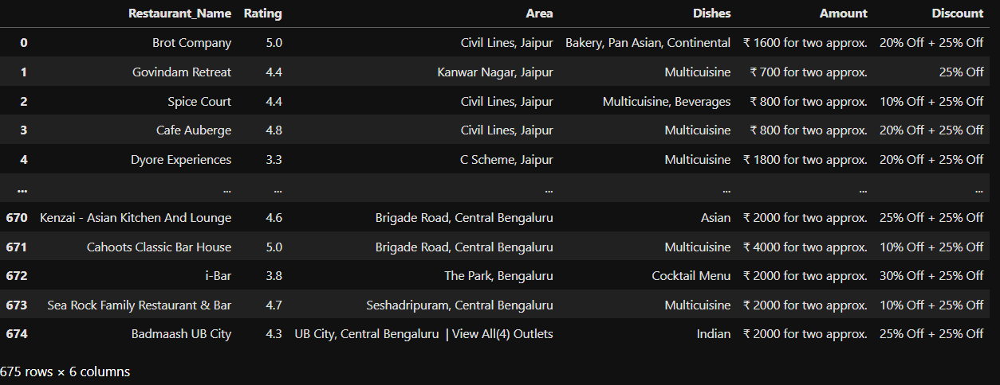 Restaurant_Name Rating Area Dishes Amount Discount
0 Brot Company 5.0 Civil Lines, Jaipur Bakery, Pan Asian, Continental ₹ 1600 for two approx. 20% Off + 25% Off
1 Govindam Retreat 4.4 Kanwar Nagar, Jaipur Multicuisine ₹ 700 for two approx. 25% Off
2 Spice Court 4.4 Civil Lines, Jaipur Multicuisine, Beverages ₹ 800 for two approx. 10% Off + 25% Off
3 Cafe Auberge 4.8 Civil Lines, Jaipur Multicuisine ₹ 800 for two approx. 20% Off + 25% Off
4 Dyore Experiences 3.3 C Scheme, Jaipur Multicuisine ₹ 1800 for two approx. 20% Off + 25% Off
... ... ... ... ... ... ...
670 Kenzai - Asian Kitchen And Lounge 4.6 Brigade Road, Central Bengaluru Asian ₹ 2000 for two approx. 25% Off + 25% Off
671 Cahoots Classic Bar House 5.0 Brigade Road, Central Bengaluru Multicuisine ₹ 4000 for two approx. 10% Off + 25% Off
672 i-Bar 3.8 The Park, Bengaluru Cocktail Menu ₹ 2000 for two approx. 30% Off + 25% Off
673 Sea Rock Family Restaurant & Bar 4.7 Seshadripuram, Central Bengaluru Multicuisine ₹ 2000 for two approx. 10% Off + 25% Off
674 Badmaash UB City 4.3 UB City, Central Bengaluru | View All(4) Outlets Indian ₹ 2000 for two approx. 25% Off + 25% Off
675 rows × 6 columns